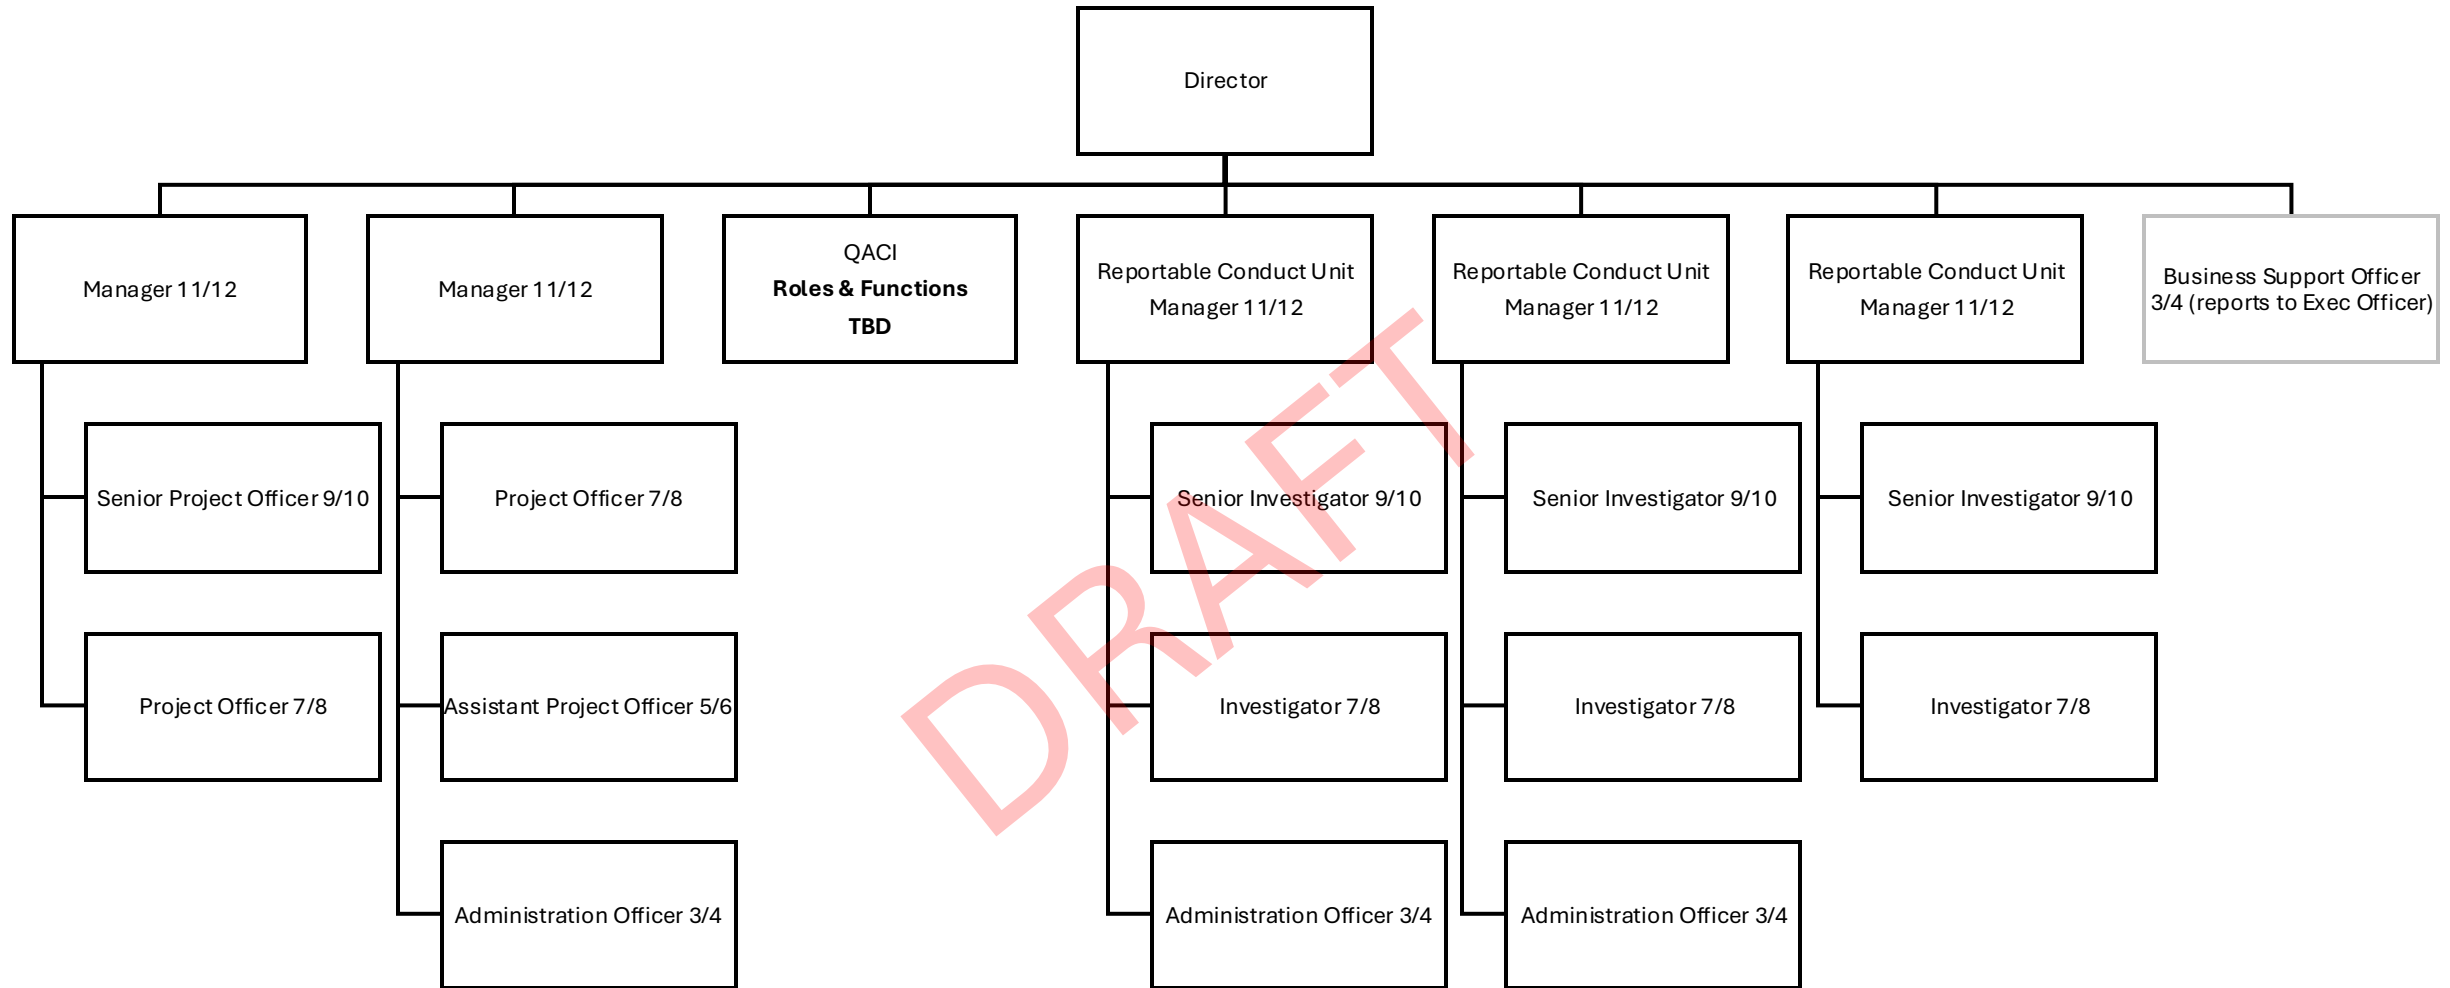 Director
Manager 11/12
Manager 11/12
QACI
Roles & Functions
TBD
Reportable Conduct Unit
Manager 11/12
Reportable Conduct Unit
Manager 11/12
Reportable Conduct Unit
Manager 11/12
Business Support Officer
3/4 (reports to Exec Officer)
Senior Project Officer 9/10
Project Officer 7/8
Senior Investigator 9/10
Senior Investigator 9/10
Senior Investigator 9/10
Project Officer 7/8
Assistant Project Officer 5/6
Investigator 7/8
Investigator 7/8
Investigator 7/8
Administration Officer 3/4
Administration Officer 3/4
Administration Officer 3/4
DRAFT